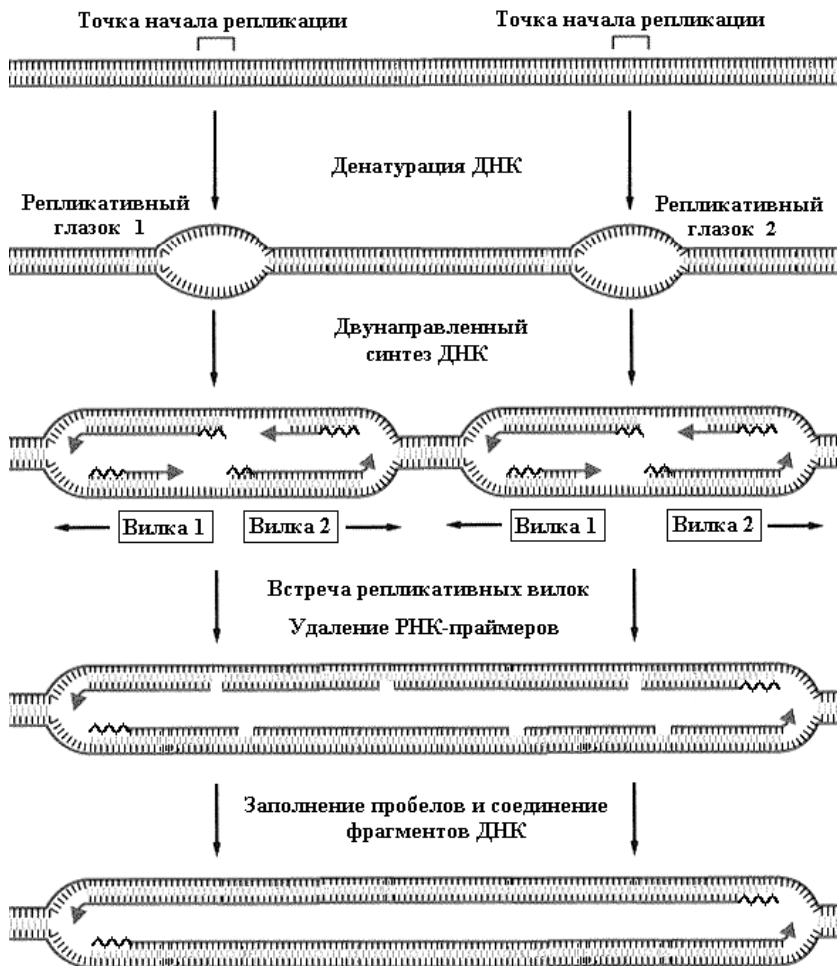 Точка начала репликации
Точка начала репликации
Денатурация ДНК
Репликативный
глазок 1
Репликативный
глазок 2
Двунаправленный
синтез ДНК
Вилка 1
Вилка 2
Вилка 1
Вилка 2
Встреча репликативных вилок
Удаление РНК-праймеров
Заполнение пробелов и соединение
фрагментов ДНК